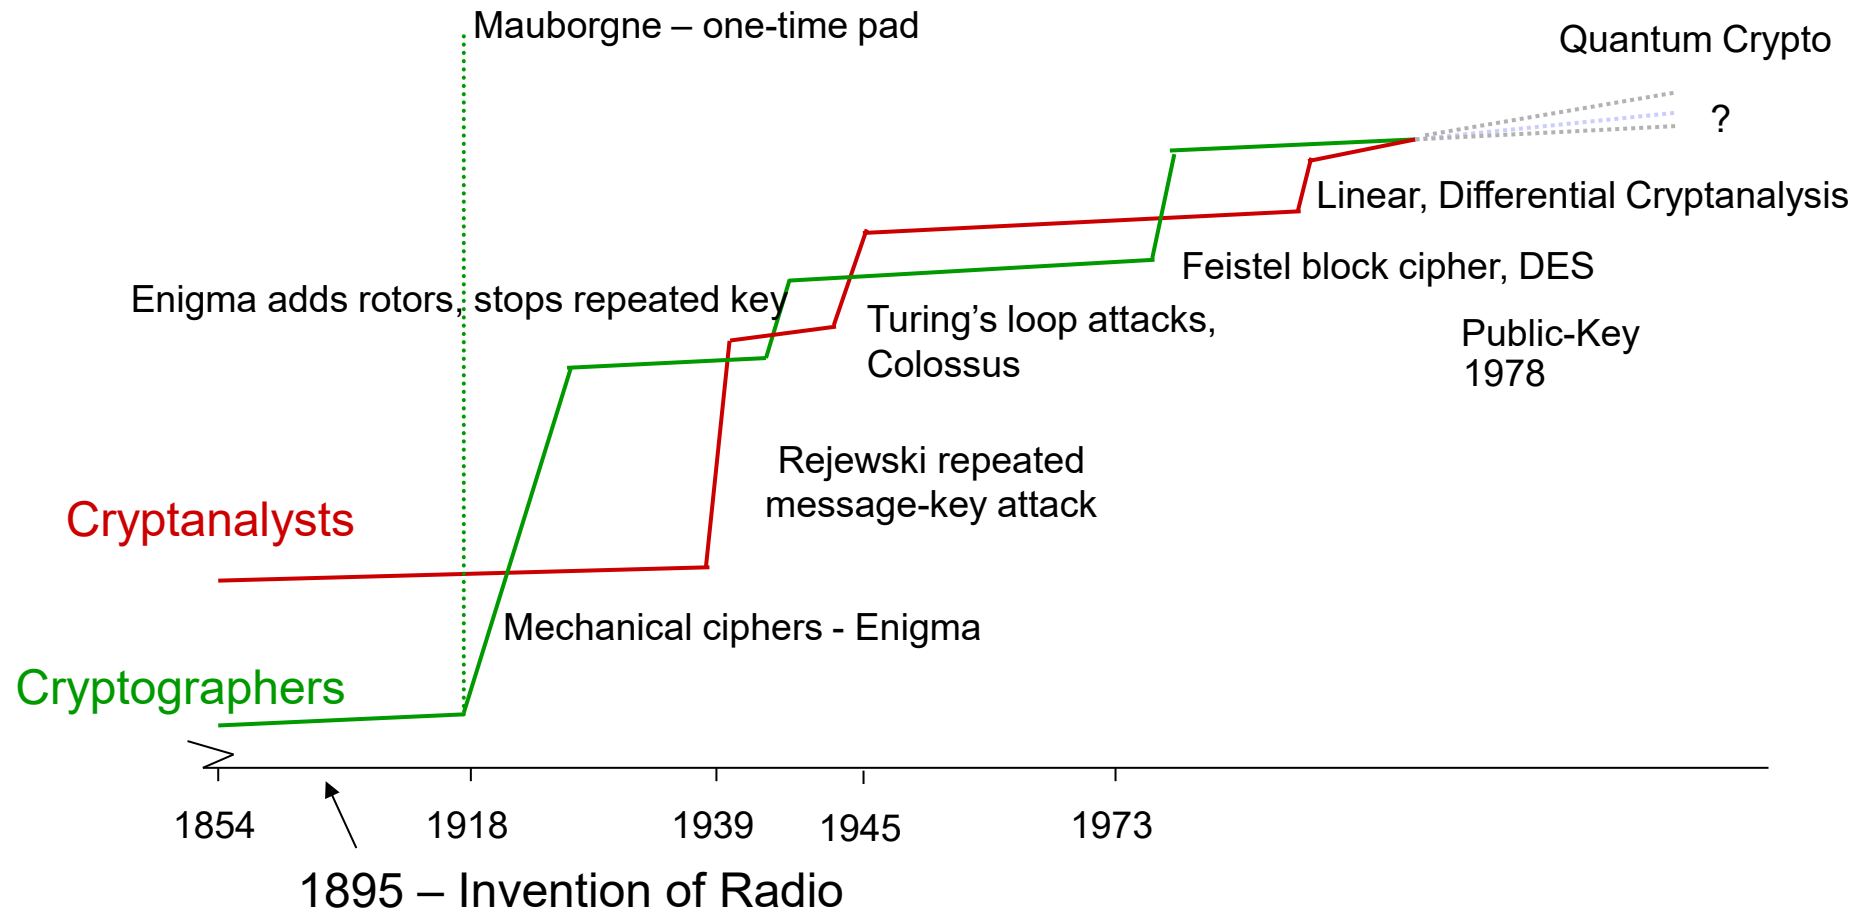 Mauborgne – one-time pad
Quantum Crypto
?
Linear, Differential Cryptanalysis
Feistel block cipher, DES
Enigma adds rotors, stops repeated key
Turing’s loop attacks,
Colossus
Public-Key
1978
Rejewski repeated
message-key attack
Cryptanalysts
Mechanical ciphers - Enigma
Cryptographers
1854
1918
1939
1945
1973
1895 – Invention of Radio